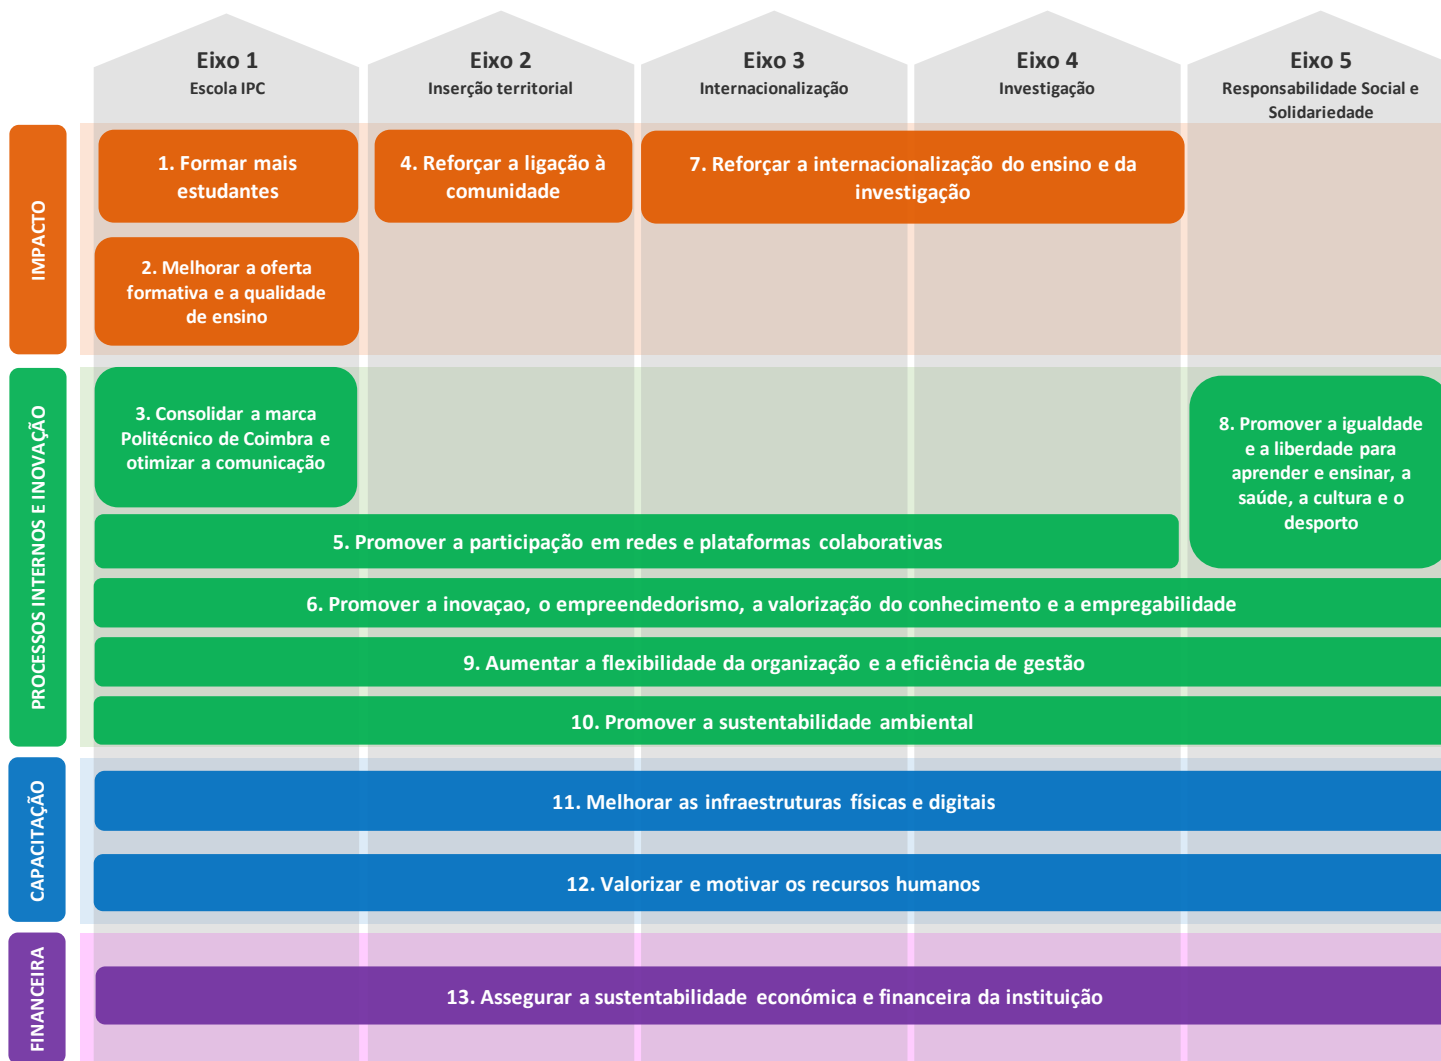 Eixo 1
Escola IPC
Eixo 2
Inserção territorial
Eixo 3
Internacionalização
Eixo 4
Investigação
Eixo 5
Responsabilidade Social e
Solidariedade
IMPACTO
1. Formar mais
estudantes
4. Reforçar a ligação à
comunidade
7. Reforçar a internacionalização do ensino e da
investigação
2. Melhorar a oferta
formativa e a qualidade
de ensino
PROCESSOS INTERNOS E INOVAÇÃO
3. Consolidar a marca
Politécnico de Coimbra e
otimizar a comunicação
8. Promover a igualdade
e a liberdade para
aprender e ensinar, a
saúde, a cultura e o
desporto
5. Promover a participação em redes e plataformas colaborativas
6. Promover a inovaçao, o empreendedorismo, a valorização do conhecimento e a empregabilidade
9. Aumentar a flexibilidade da organização e a eficiência de gestão
10. Promover a sustentabilidade ambiental
CAPACITAÇÃO
11. Melhorar as infraestruturas físicas e digitais
12. Valorizar e motivar os recursos humanos
FINANCEIRA
13. Assegurar a sustentabilidade económica e financeira da instituição